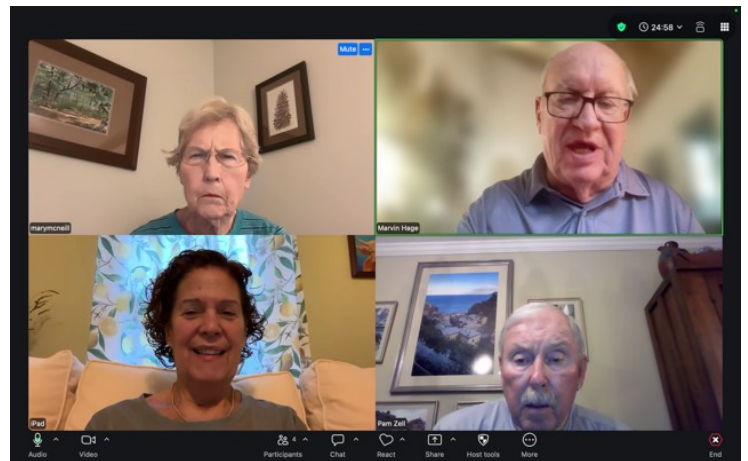 24:58
Mute
marymcneill
Marvin Hage
iPad
Pam Zell
Audio
Video
Participants
4
Chat
React
Share
Host tools
More
End